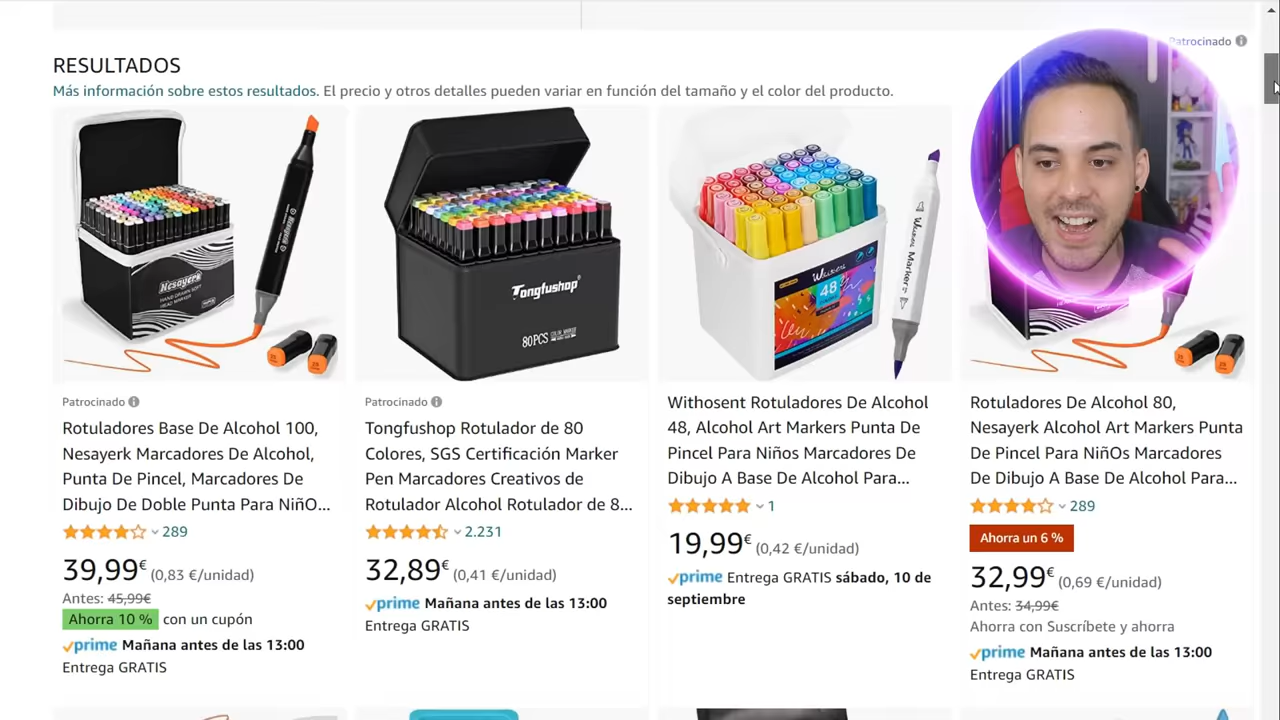 Patrocinado
RESULTADOS
Más información sobre estos resultados. El precio y otros detalles pueden variar en función del tamaño y el color del producto.
Nesayerk
HAND DRAWN SOFT
HEAD MARKER
Tongfushop
80PCS COLOR MARKER
48
Marker
Patrocinado
Rotuladores Base De Alcohol 100,
Nesayerk Marcadores De Alcohol,
Punta De Pincel, Marcadores De
Dibujo De Doble Punta Para NiñO...
289
39,99€ (0,83 €/unidad)
Antes: 45,99€
Ahorra 10 % con un cupón
prime Mañana antes de las 13:00
Entrega GRATIS
Patrocinado
Tongfushop Rotulador de 80
Colores, SGS Certificación Marker
Pen Marcadores Creativos de
Rotulador Alcohol Rotulador de 8...
2.231
32,89€ (0,41 €/unidad)
prime Mañana antes de las 13:00
Entrega GRATIS
Withosent Rotuladores De Alcohol
48, Alcohol Art Markers Punta De
Pincel Para Niños Marcadores De
Dibujo A Base De Alcohol Para...
1
19,99€ (0,42 €/unidad)
prime Entrega GRATIS sábado, 10 de
septiembre
Rotuladores De Alcohol 80,
Nesayerk Alcohol Art Markers Punta
De Pincel Para NiñOs Marcadores
De Dibujo A Base De Alcohol Para...
289
Ahorra un 6 %
32,99€ (0,69 €/unidad)
Antes: 34,99€
Ahorra con Suscríbete y ahorra
prime Mañana antes de las 13:00
Entrega GRATIS